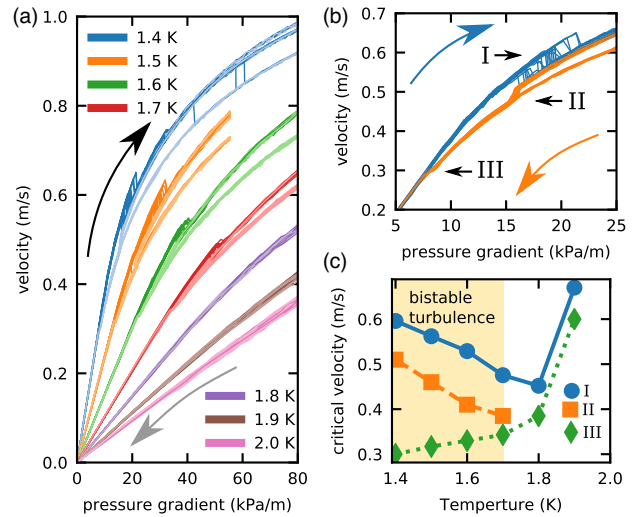 (a)
1.4 K
1.5 K
1.6 K
1.7 K
1.8 K
1.9 K
2.0 K
velocity (m/s)
1.0
0.8
0.6
0.4
0.2
0.0
0 20 40 60 80
pressure gradient (kPa/m)
(b)
I
II
III
velocity (m/s)
0.7
0.6
0.5
0.4
0.3
0.2
5 10 15 20 25
pressure gradient (kPa/m)
(c)
bistable
turbulence
critical velocity (m/s)
0.6
0.5
0.4
0.3
I
II
III
1.4 1.6 1.8 2.0
Temperture (K)